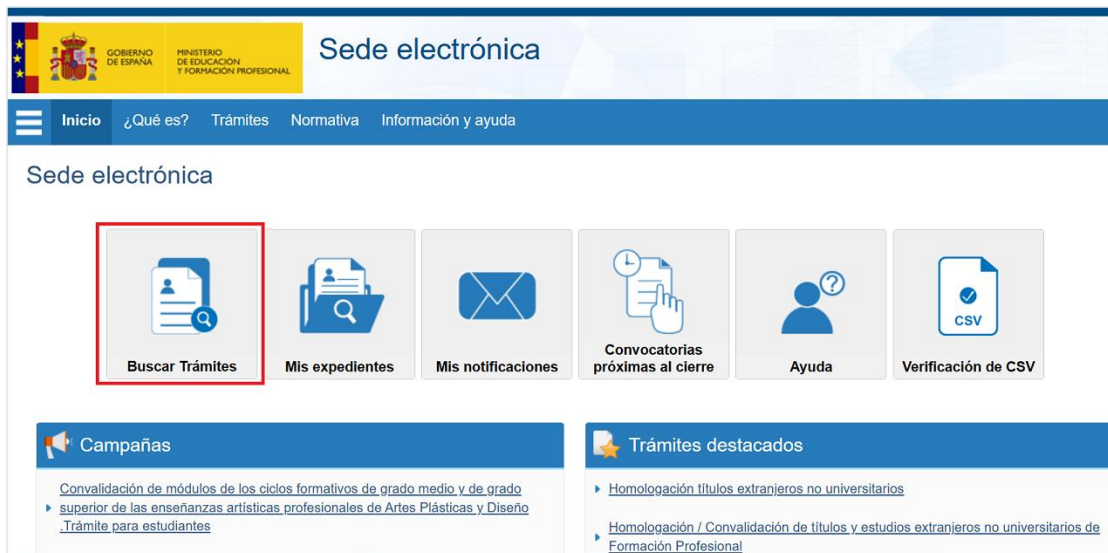 GOBIERNO
DE ESPAÑA
MINISTERIO
DE EDUCACIÓN
Y FORMACIÓN PROFESIONAL
Sede electrónica
Inicio ¿Qué es? Trámites Normativa Información y ayuda
Sede electrónica
Buscar Trámites
Mis expedientes
Mis notificaciones
Convocatorias
próximas al cierre
?
Ayuda
CSV
Verificación de CSV
Campañas
Convalidación de módulos de los ciclos formativos de grado medio y de grado
superior de las enseñanzas artísticas profesionales de Artes Plásticas y Diseño
.Trámite para estudiantes
Trámites destacados
Homologación títulos extranjeros no universitarios
Homologación / Convalidación de títulos y estudios extranjeros no universitarios de
Formación Profesional